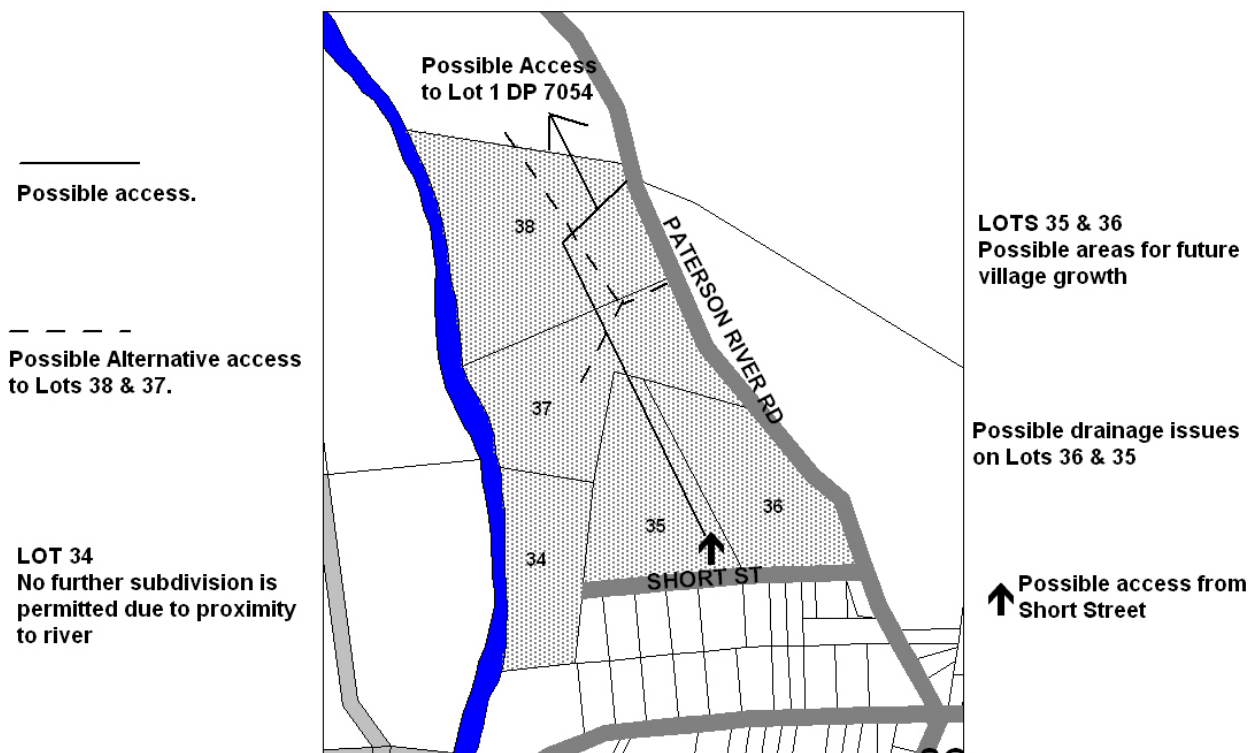 Possible Access
to Lot 1 DP 7054
Possible access.
38
PATERSON RIVER RD
LOTS 35 & 36
Possible areas for future
village growth
Possible Alternative access
to Lots 38 & 37.
37
Possible drainage issues
on Lots 36 & 35
36
35
34
LOT 34
No further subdivision is
permitted due to proximity
to river
SHORT ST
Possible access from
Short Street